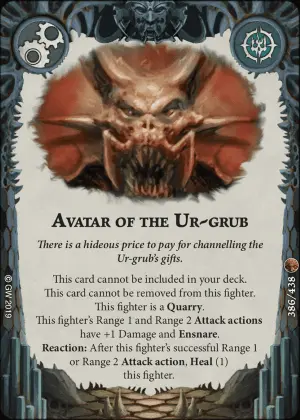 AVATAR OF THE UR-GRUB
There is a hideous price to pay for channelling the
Ur-grub's gifts.
This card cannot be included in your deck.
This card cannot be removed from this fighter.
This fighter is a Quarry.
This fighter's Range 1 and Range 2 Attack actions
have +1 Damage and Ensnare.
Reaction: After this fighter's successful Range 1
or Range 2 Attack action, Heal (1)
this fighter.
© GW 2019
386/438